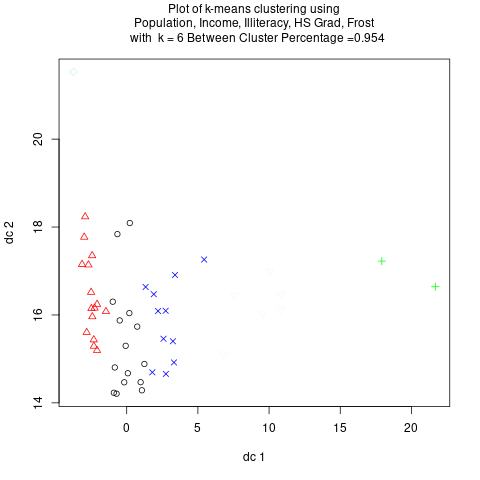 Plot of k-means clustering using
Population, Income, Illiteracy, HS Grad, Frost
with k = 6 Between Cluster Percentage =0.954
20
18
16
14
dc 2
0 5 10 15 20
dc 1